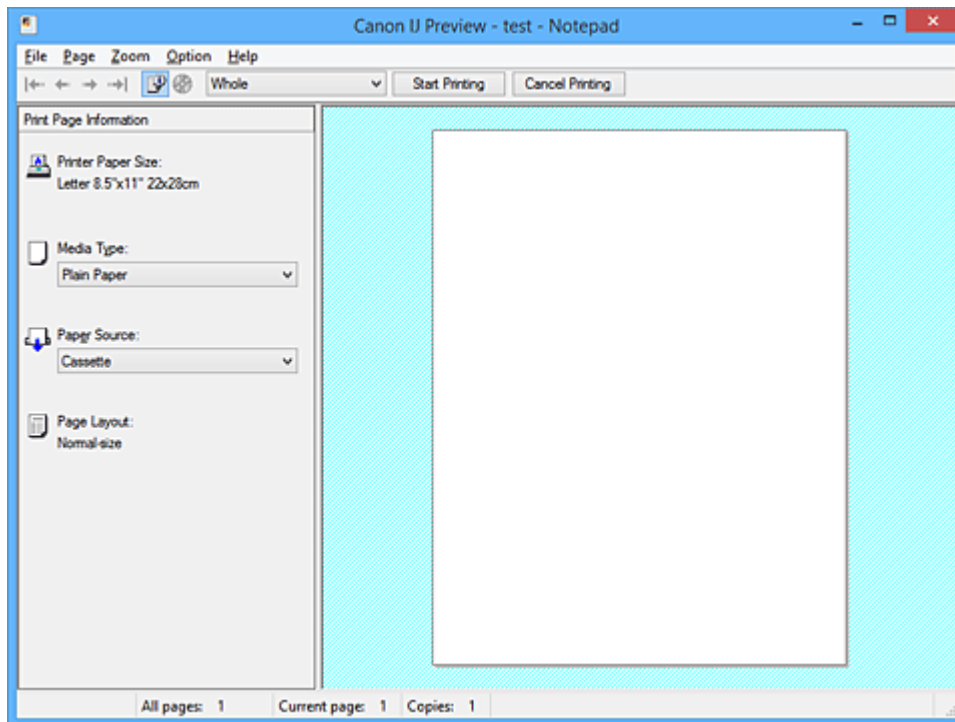 Canon IJ Preview - test - Notepad
File Page Zoom Option Help
Whole Start Printing Cancel Printing
Print Page Information
Printer Paper Size:
Letter 8.5"x11" 22x28cm
Media Type:
Plain Paper
Paper Source:
Cassette
Page Layout:
Normal-size
All pages: 1 Current page: 1 Copies: 1